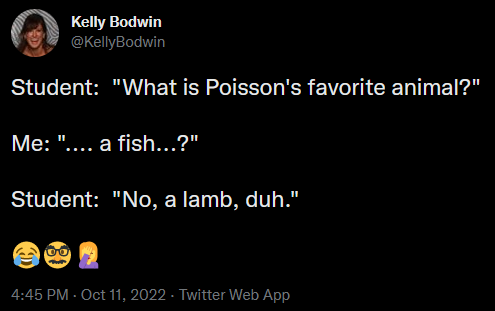 Kelly Bodwin
@KellyBodwin
Student:  "What is Poisson's favorite animal?"
Me: ".... a fish...?"
Student:  "No, a lamb, duh."
😂🥸🤦‍♀️
4:45 PM · Oct 11, 2022 · Twitter Web App